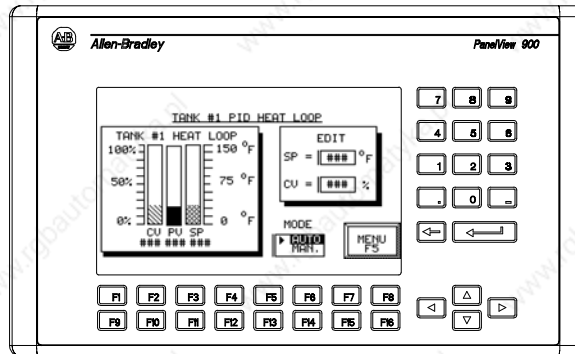 AB Allen-Bradley PanelView 900
TANK #1 PID HEAT LOOP
TANK #1 HEAT LOOP
100% 150 °F
50% 75 °F
0% 0 °F
CV PV SP
### ### ###
EDIT
SP = ### °F
CV = ### %
MODE
AUTO
MAN.
MENU
F5
7 8 9
4 5 6
1 2 3
. 0 -
F1 F2 F3 F4 F5 F6 F7 F8
F9 F10 F11 F12 F13 F14 F15 F16